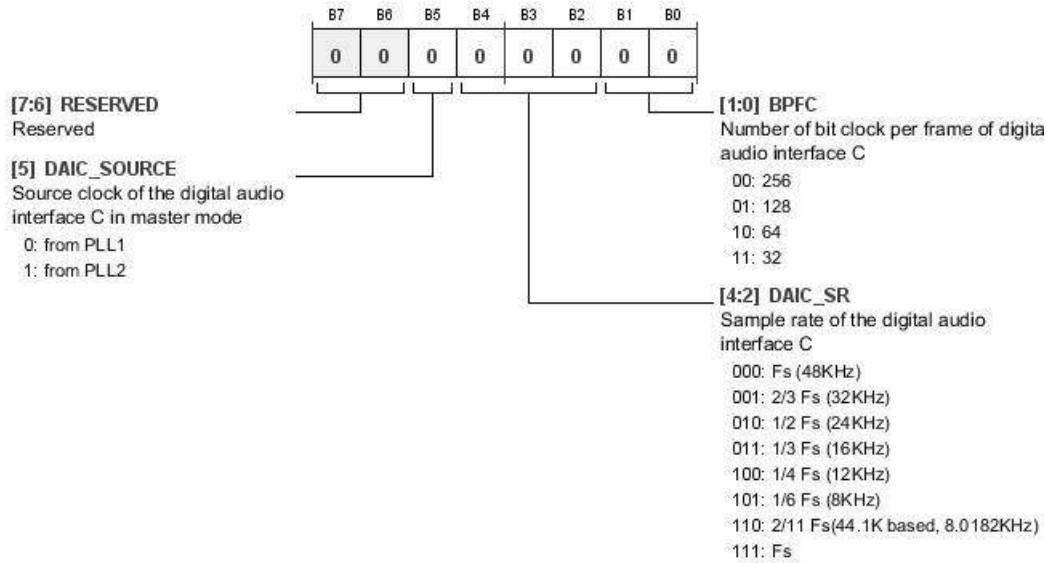 B7 B6 B5 B4 B3 B2 B1 B0
0 0 0 0 0 0 0 0
[7:6] RESERVED
Reserved
[5] DAIC_SOURCE
Source clock of the digital audio
interface C in master mode
0: from PLL1
1: from PLL2
[1:0] BPFC
Number of bit clock per frame of digita
audio interface C
00: 256
01: 128
10: 64
11: 32
[4:2] DAIC_SR
Sample rate of the digital audio
interface C
000: Fs (48KHz)
001: 2/3 Fs (32KHz)
010: 1/2 Fs (24KHz)
011: 1/3 Fs (16KHz)
100: 1/4 Fs (12KHz)
101: 1/6 Fs (8KHz)
110: 2/11 Fs(44.1K based, 8.0182KHz)
111: Fs